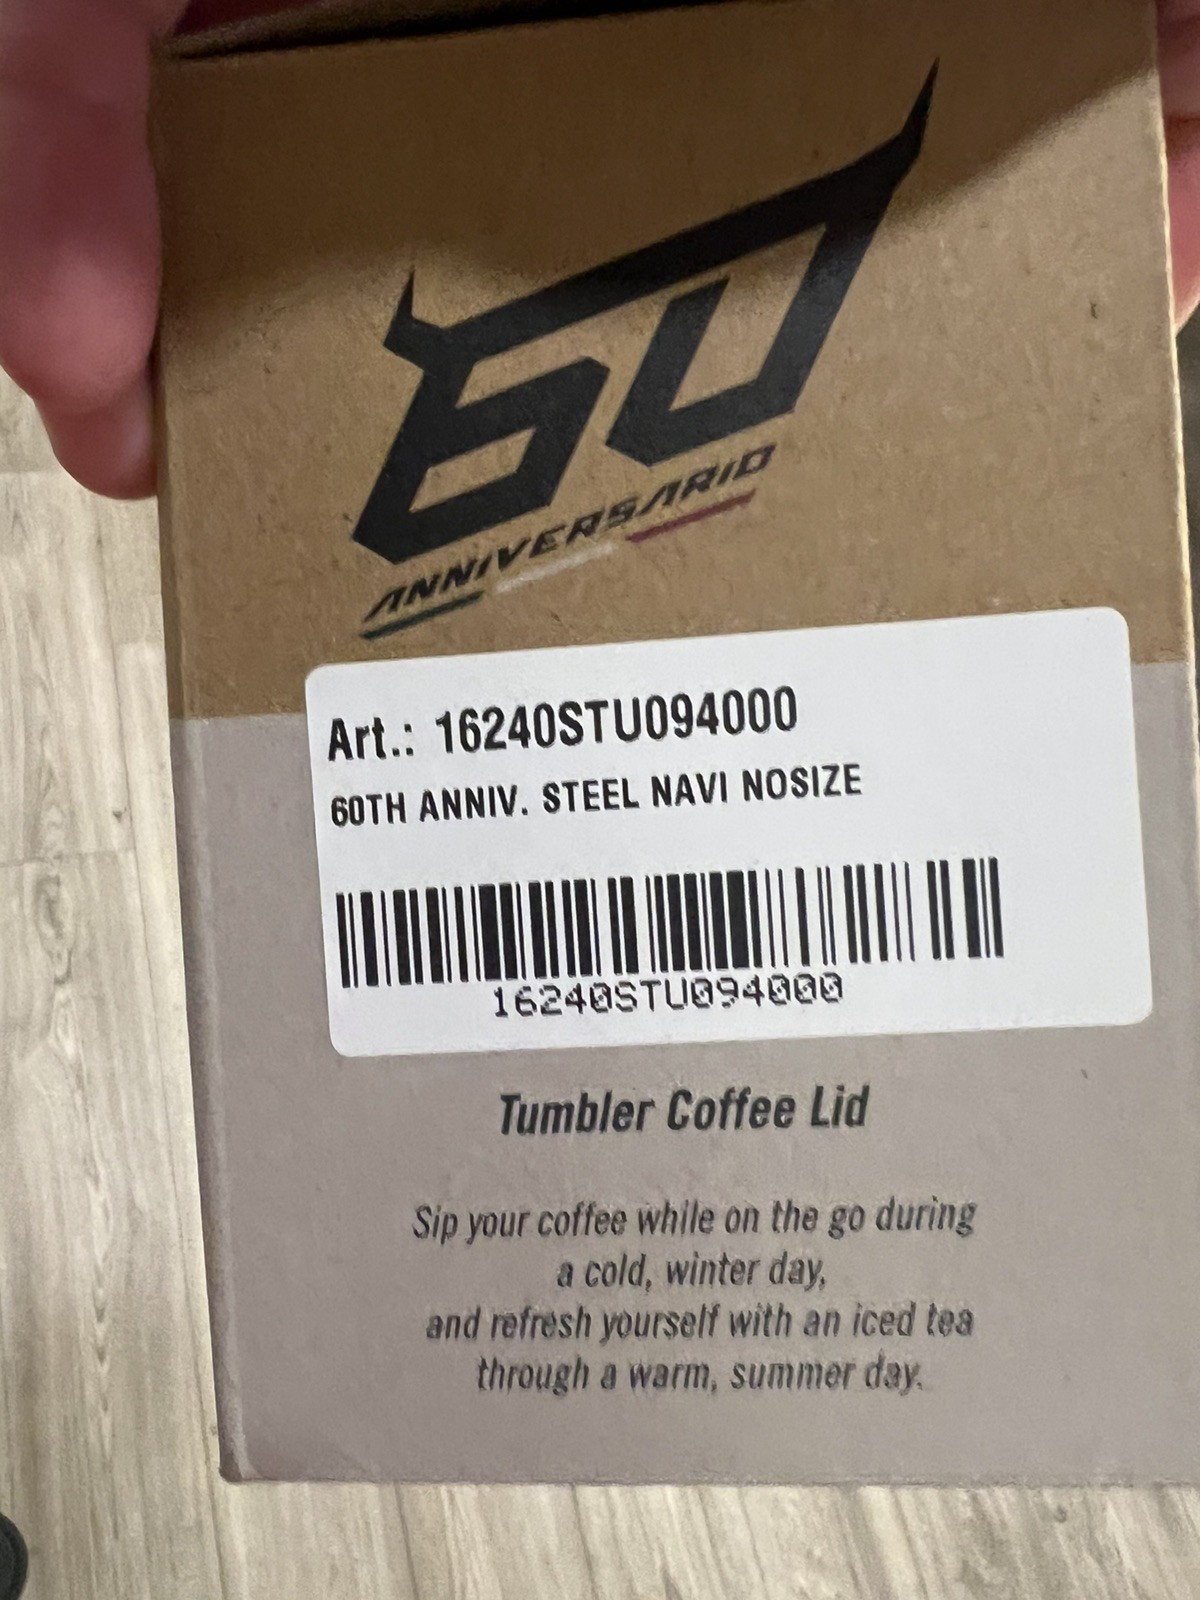 60
ANNIVERSARIO
Art.: 16240STU094000
60TH ANNIV. STEEL NAVI NOSIZE
16240STU094000
Tumbler Coffee Lid
Sip your coffee while on the go during
a cold, winter day,
and refresh yourself with an iced tea
through a warm, summer day.